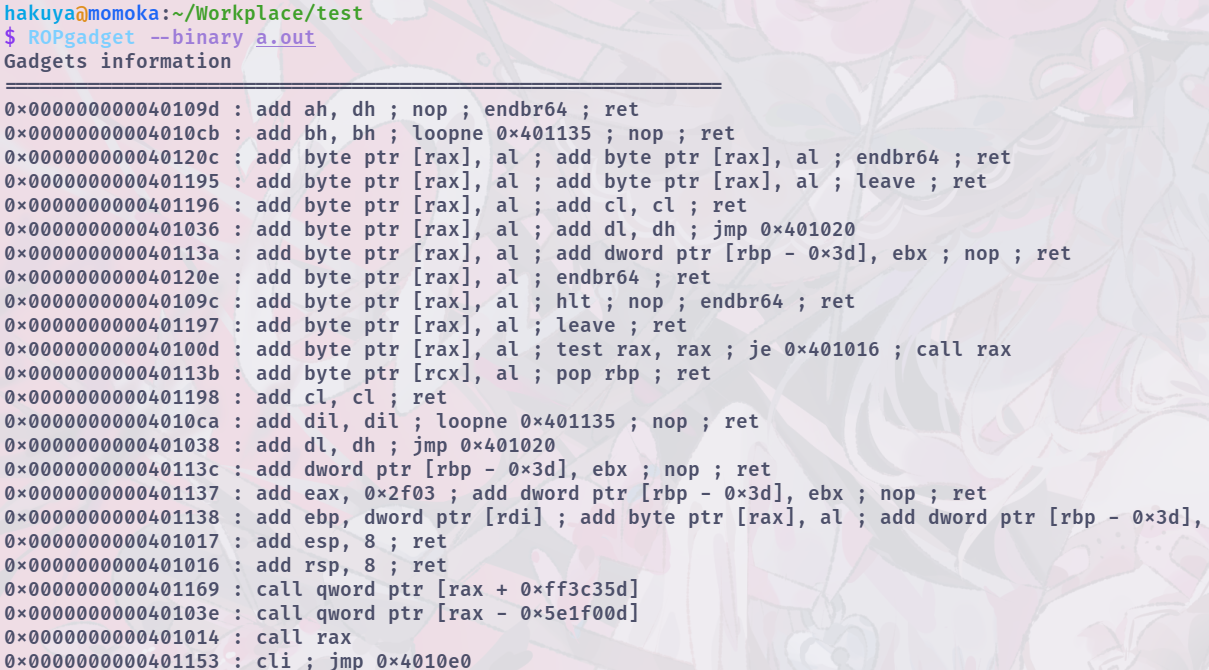 hakuya@momoka:~/Workplace/test
$ ROPgadget --binary a.out
Gadgets information
============================================================
0x000000000040109d : add ah, dh ; nop ; endbr64 ; ret
0x00000000004010cb : add bh, bh ; loopne 0x401135 ; nop ; ret
0x000000000040120c : add byte ptr [rax], al ; add byte ptr [rax], al ; endbr64 ; ret
0x0000000000401195 : add byte ptr [rax], al ; add byte ptr [rax], al ; leave ; ret
0x0000000000401196 : add byte ptr [rax], al ; add cl, cl ; ret
0x0000000000401036 : add byte ptr [rax], al ; add dl, dh ; jmp 0x401020
0x000000000040113a : add byte ptr [rax], al ; add dword ptr [rbp - 0x3d], ebx ; nop ; ret
0x000000000040120e : add byte ptr [rax], al ; endbr64 ; ret
0x000000000040109c : add byte ptr [rax], al ; hlt ; nop ; endbr64 ; ret
0x0000000000401197 : add byte ptr [rax], al ; leave ; ret
0x000000000040100d : add byte ptr [rax], al ; test rax, rax ; je 0x401016 ; call rax
0x000000000040113b : add byte ptr [rcx], al ; pop rbp ; ret
0x0000000000401198 : add cl, cl ; ret
0x00000000004010ca : add dil, dil ; loopne 0x401135 ; nop ; ret
0x0000000000401038 : add dl, dh ; jmp 0x401020
0x000000000040113c : add dword ptr [rbp - 0x3d], ebx ; nop ; ret
0x0000000000401137 : add eax, 0x2f03 ; add dword ptr [rbp - 0x3d], ebx ; nop ; ret
0x0000000000401138 : add ebp, dword ptr [rdi] ; add byte ptr [rax], al ; add dword ptr [rbp - 0x3d],
0x0000000000401017 : add esp, 8 ; ret
0x0000000000401016 : add rsp, 8 ; ret
0x0000000000401169 : call qword ptr [rax + 0xff3c35d]
0x000000000040103e : call qword ptr [rax - 0x5e1f00d]
0x0000000000401014 : call rax
0x0000000000401153 : cli ; jmp 0x4010e0